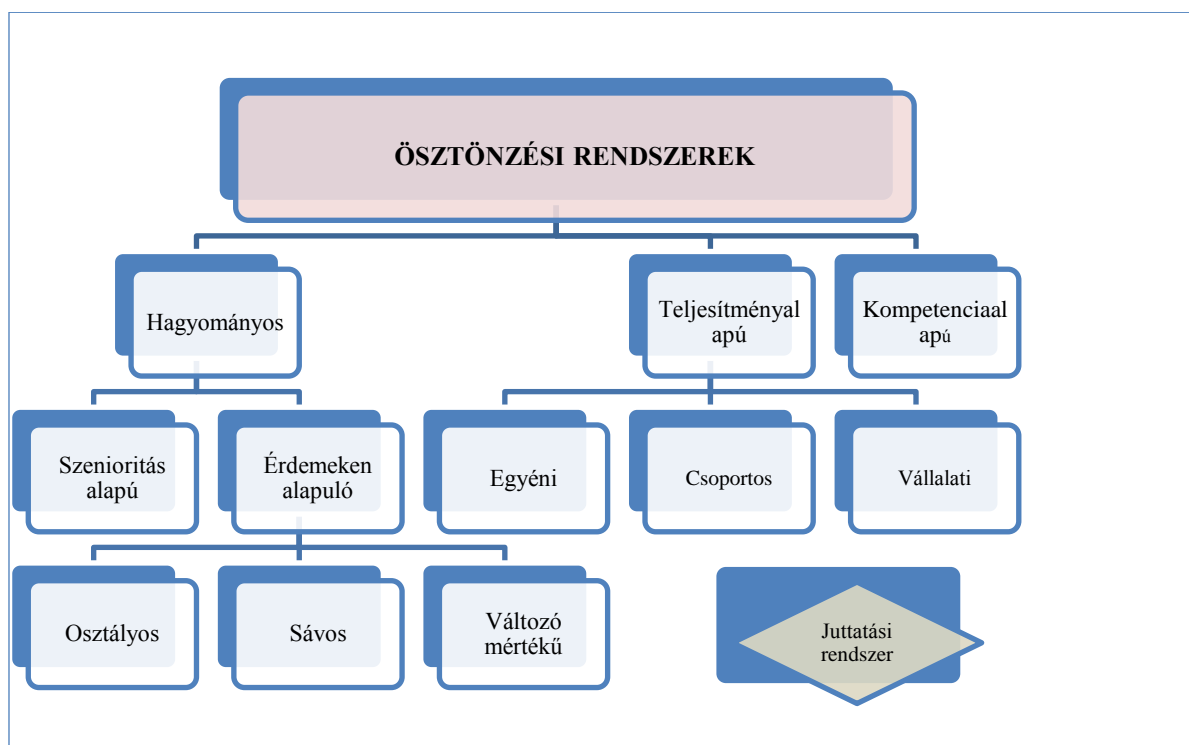 ÖSZTÖNZÉSI RENDSZEREK
Hagyományos
Teljesítményal
apú
Kompetenciaal
apú
Szenioritás
alapú
Érdemeken
alapuló
Egyéni
Csoportos
Vállalati
Osztályos
Sávos
Változó
mértékű
Juttatási
rendszer